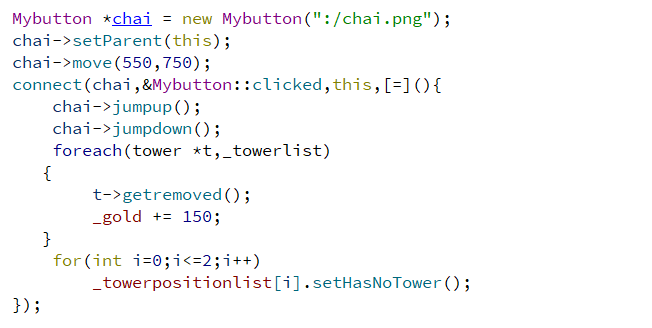 Mybutton *chai = new Mybutton(":/chai.png");
chai->setParent(this);
chai->move(550,750);
connect(chai,&Mybutton::clicked,this,[=](){
    chai->jumpup();
    chai->jumpdown();
    foreach(tower *t,_towerlist)
   {
        t->getremoved();
        _gold += 150;
   }
    for(int i=0;i<=2;i++)
        _towerpositionlist[i].setHasNoTower();
});